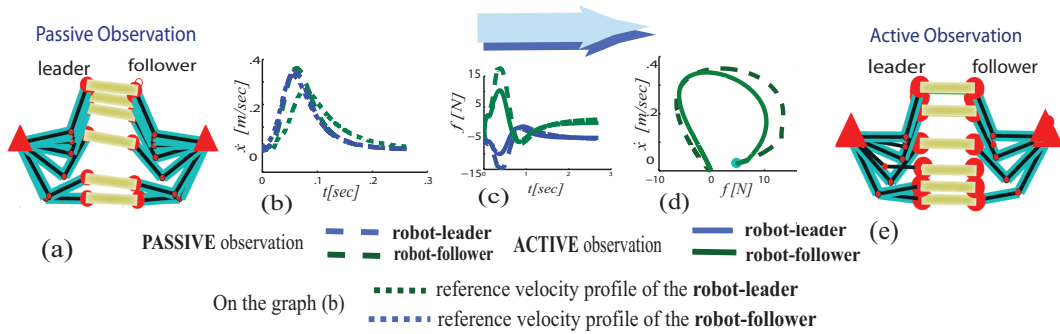 Passive Observation
leader
follower
(a)
.4
.2
0
ẋ [m/sec]
0
.1
.2
.3
t[sec]
(b)
15
5
-5
-15
f [N]
0
1
2
3
t[sec]
(c)
.4
.2
0
ẋ [m/sec]
-10
0
10
f [N]
(d)
Active Observation
leader
follower
(e)
PASSIVE observation
robot-leader
robot-follower
ACTIVE observation
robot-leader
robot-follower
On the graph (b)
reference velocity profile of the robot-leader
reference velocity profile of the robot-follower